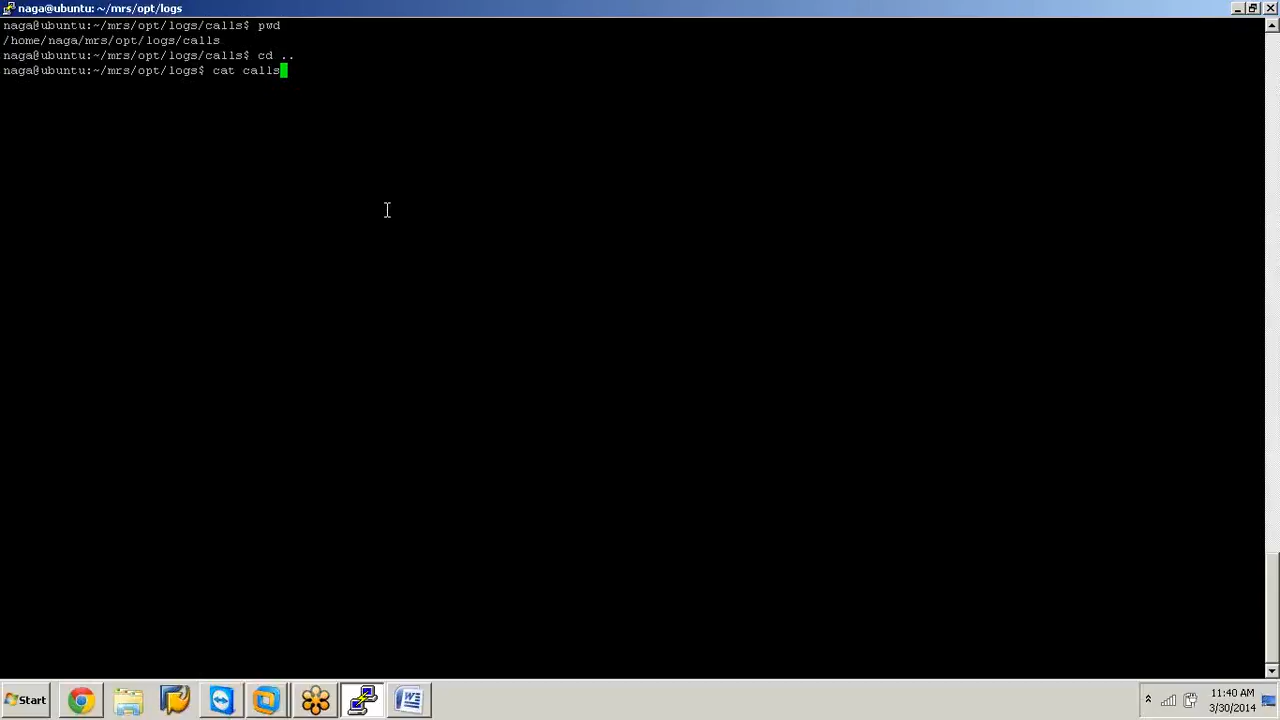 naga@ubuntu: ~/mrs/opt/logs
naga@ubuntu:~/mrs/opt/logs/calls$ pwd
/home/naga/mrs/opt/logs/calls
naga@ubuntu:~/mrs/opt/logs/calls$ cd ..
naga@ubuntu:~/mrs/opt/logs$ cat calls
Start
11:40 AM
3/30/2014